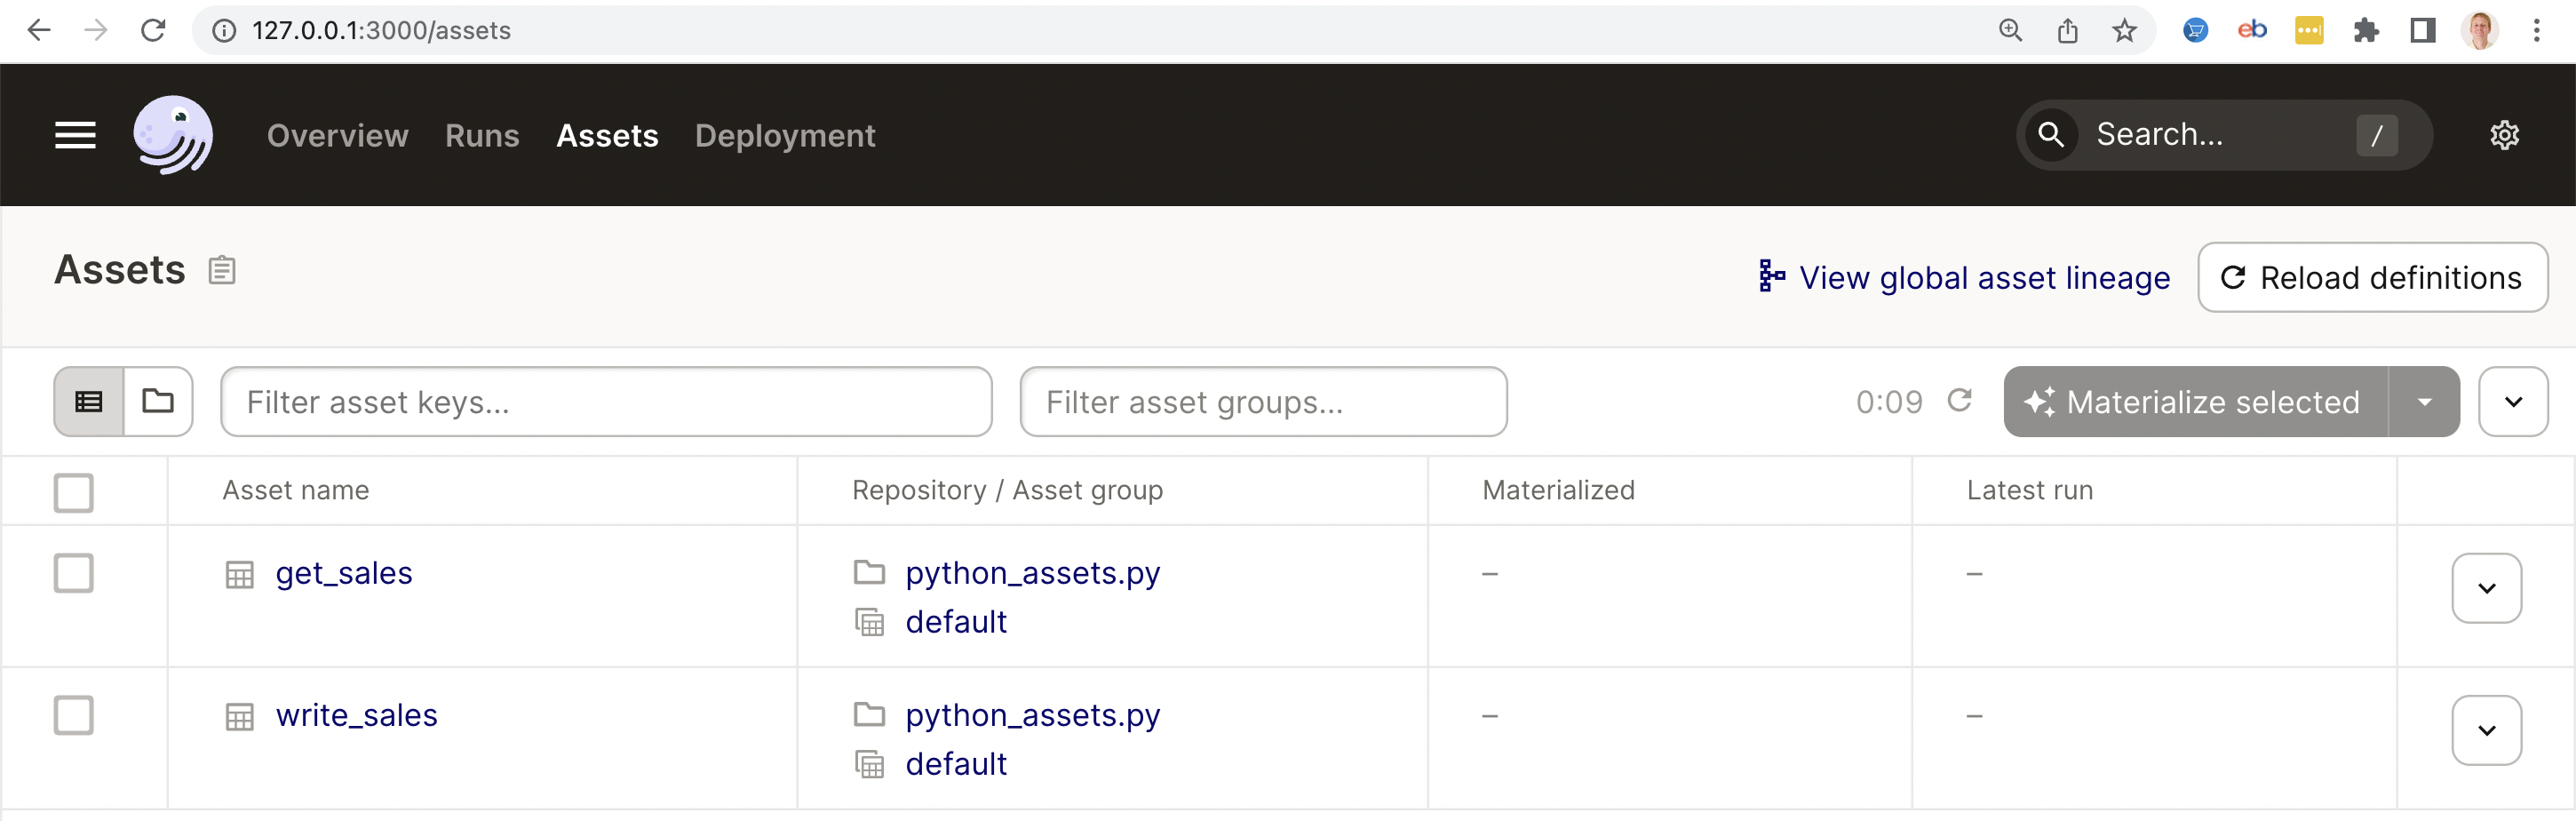 127.0.0.1:3000/assets
eb
Overview Runs Assets Deployment
Search... /
Assets
View global asset lineage Reload definitions
Filter asset keys... Filter asset groups... 0:09 Materialize selected
Asset name Repository / Asset group Materialized Latest run
get_sales python_assets.py – –
default
write_sales python_assets.py – –
default